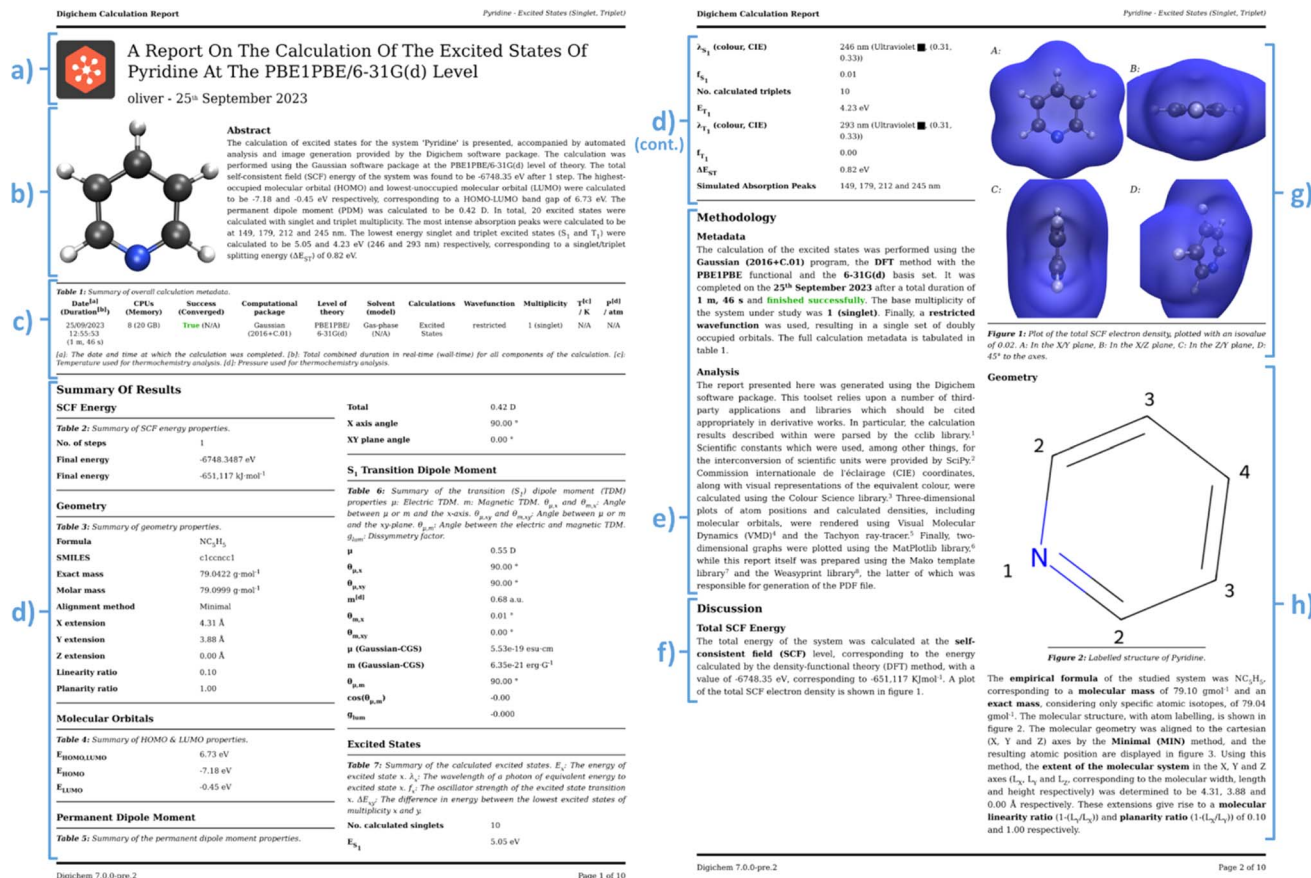 Digichem Calculation Report
Pyridine - Excited States (Singlet, Triplet)
a)
A Report On The Calculation Of The Excited States Of
Pyridine At The PBE1PBE/6-31G(d) Level
oliver - 25th September 2023
b)
Abstract
The calculation of excited states for the system 'Pyridine' is presented, accompanied by automated
analysis and image generation provided by the Digichem software package. The calculation was
performed using the Gaussian software package at the PBE1PBE/6-31G(d) level of theory. The total
self-consistent field (SCF) energy of the system was found to be -6748.35 eV after 1 step. The highest-
occupied molecular orbital (HOMO) and lowest-unoccupied molecular orbital (LUMO) were calculated
to be -7.18 and -0.45 eV respectively, corresponding to a HOMO-LUMO band gap of 6.73 eV. The
permanent dipole moment (PDM) was calculated to be 0.42 D. In total, 20 excited states were
calculated with singlet and triplet multiplicity. The most intense absorption peaks were calculated to be
at 149, 179, 212 and 245 nm. The lowest energy singlet and triplet excited states (S1 and T1) were
calculated to be 5.05 and 4.23 eV (246 and 293 nm) respectively, corresponding to a singlet/triplet
splitting energy (ΔEST) of 0.82 eV.
c)
Table 1: Summary of overall calculation metadata.
Date[a] CPUs Success Computational Level of Solvent Calculations Wavefunction Multiplicity T[c] P[d]
(Duration[b]) (Memory) (Converged) package theory (model) / K / atm
25/09/2023 8 (20 GB) True (N/A) Gaussian PBE1PBE/ Gas-phase Excited restricted 1 (singlet) N/A N/A
12:55:53 (2016+C.01) 6-31G(d) (N/A) States
(1 m, 46 s)
[a]: The date and time at which the calculation was completed. [b]: Total combined duration in real-time (wall-time) for all components of the calculation. [c]:
Temperature used for thermochemistry analysis. [d]: Pressure used for thermochemistry analysis.
d)
Summary Of Results
SCF Energy
Table 2: Summary of SCF energy properties.
No. of steps 1
Final energy -6748.3487 eV
Final energy -651,117 kJ·mol-1
Geometry
Table 3: Summary of geometry properties.
Formula NC5H5
SMILES c1ccncc1
Exact mass 79.0422 g·mol-1
Molar mass 79.0999 g·mol-1
Alignment method Minimal
X extension 4.31 Å
Y extension 3.88 Å
Z extension 0.00 Å
Linearity ratio 0.10
Planarity ratio 1.00
Molecular Orbitals
Table 4: Summary of HOMO & LUMO properties.
EHOMO,LUMO 6.73 eV
EHOMO -7.18 eV
ELUMO -0.45 eV
Permanent Dipole Moment
Table 5: Summary of the permanent dipole moment properties.
Total 0.42 D
X axis angle 90.00 °
XY plane angle 0.00 °
S1 Transition Dipole Moment
Table 6: Summary of the transition (S1) dipole moment (TDM)
properties μ: Electric TDM. m: Magnetic TDM. θμ,x and θm,x: Angle
between μ or m and the x-axis. θμ,xy and θm,xy: Angle between μ or m
and the xy-plane. θμ,m: Angle between the electric and magnetic TDM.
glum: Dissymmetry factor.
μ 0.55 D
θμ,x 90.00 °
θμ,xy 90.00 °
m[d] 0.68 a.u.
θm,x 0.01 °
θm,xy 0.00 °
μ (Gaussian-CGS) 5.53e-19 esu·cm
m (Gaussian-CGS) 6.35e-21 erg·G-1
θμ,m 90.00 °
cos(θμ,m) -0.00
glum -0.000
Excited States
Table 7: Summary of the calculated excited states. Ex: The energy of
excited state x. λx: The wavelength of a photon of equivalent energy to
excited state x. fx: The oscillator strength of the excited state transition
x. ΔExy: The difference in energy between the lowest excited states of
multiplicity x and y.
No. calculated singlets 10
ES1 5.05 eV
Digichem 7.0.0-pre.2
Page 1 of 10
Digichem Calculation Report
Pyridine - Excited States (Singlet, Triplet)
d)
(cont.)
λS1 (colour, CIE) 246 nm (Ultraviolet ■, (0.31,
0.33))
fS1 0.01
No. calculated triplets 10
ET1 4.23 eV
λT1 (colour, CIE) 293 nm (Ultraviolet ■, (0.31,
0.33))
fT1 0.00
ΔEST 0.82 eV
Simulated Absorption Peaks 149, 179, 212 and 245 nm
e)
Methodology
Metadata
The calculation of the excited states was performed using the
Gaussian (2016+C.01) program, the DFT method with the
PBE1PBE functional and the 6-31G(d) basis set. It was
completed on the 25th September 2023 after a total duration of
1 m, 46 s and finished successfully. The base multiplicity of
the system under study was 1 (singlet). Finally, a restricted
wavefunction was used, resulting in a single set of doubly
occupied orbitals. The full calculation metadata is tabulated in
table 1.
Analysis
The report presented here was generated using the Digichem
software package. This toolset relies upon a number of third-
party applications and libraries which should be cited
appropriately in derivative works. In particular, the calculation
results described within were parsed by the cclib library.1
Scientific constants which were used, among other things, for
the interconversion of scientific units were provided by SciPy.2
Commission internationale de l'éclairage (CIE) coordinates,
along with visual representations of the equivalent colour, were
calculated using the Colour Science library.3 Three-dimensional
plots of atom positions and calculated densities, including
molecular orbitals, were rendered using Visual Molecular
Dynamics (VMD)4 and the Tachyon ray-tracer.5 Finally, two-
dimensional graphs were plotted using the MatPlotlib library,6
while this report itself was prepared using the Mako template
library7 and the Weasyprint library8, the latter of which was
responsible for generation of the PDF file.
f)
Discussion
Total SCF Energy
The total energy of the system was calculated at the self-
consistent field (SCF) level, corresponding to the energy
calculated by the density-functional theory (DFT) method, with a
value of -6748.35 eV, corresponding to -651,117 KJmol-1. A plot
of the total SCF electron density is shown in figure 1.
g)
A:
B:
C:
D:
Figure 1: Plot of the total SCF electron density, plotted with an isovalue
of 0.02. A: In the X/Y plane, B: In the X/Z plane, C: In the Z/Y plane, D:
45° to the axes.
h)
Geometry
3
2
4
N
1
3
2
Figure 2: Labelled structure of Pyridine.
The empirical formula of the studied system was NC5H5,
corresponding to a molecular mass of 79.10 gmol-1 and an
exact mass, considering only specific atomic isotopes, of 79.04
gmol-1. The molecular structure, with atom labelling, is shown in
figure 2. The molecular geometry was aligned to the cartesian
(X, Y and Z) axes by the Minimal (MIN) method, and the
resulting atomic position are displayed in figure 3. Using this
method, the extent of the molecular system in the X, Y and Z
axes (LX, LY and LZ, corresponding to the molecular width, length
and height respectively) was determined to be 4.31, 3.88 and
0.00 Å respectively. These extensions give rise to a molecular
linearity ratio (1-(LY/LX)) and planarity ratio (1-(LZ/LY)) of 0.10
and 1.00 respectively.
Digichem 7.0.0-pre.2
Page 2 of 10